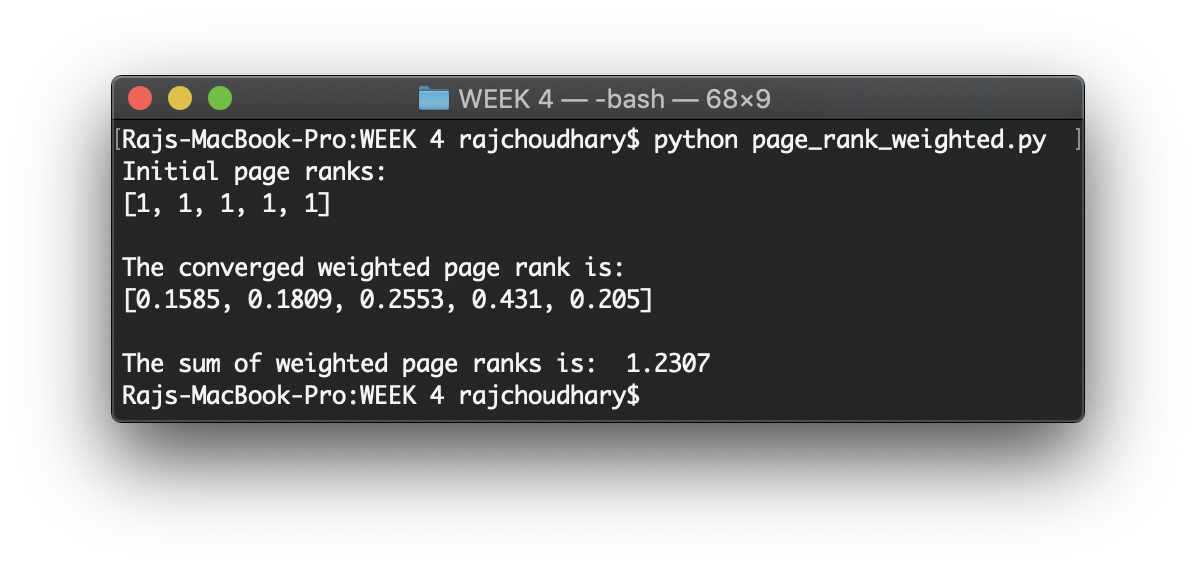 WEEK 4 — -bash — 68×9
[Rajs-MacBook-Pro:WEEK 4 rajchoudhary$ python page_rank_weighted.py ]
Initial page ranks:
[1, 1, 1, 1, 1]
The converged weighted page rank is:
[0.1585, 0.1809, 0.2553, 0.431, 0.205]
The sum of weighted page ranks is:  1.2307
Rajs-MacBook-Pro:WEEK 4 rajchoudhary$